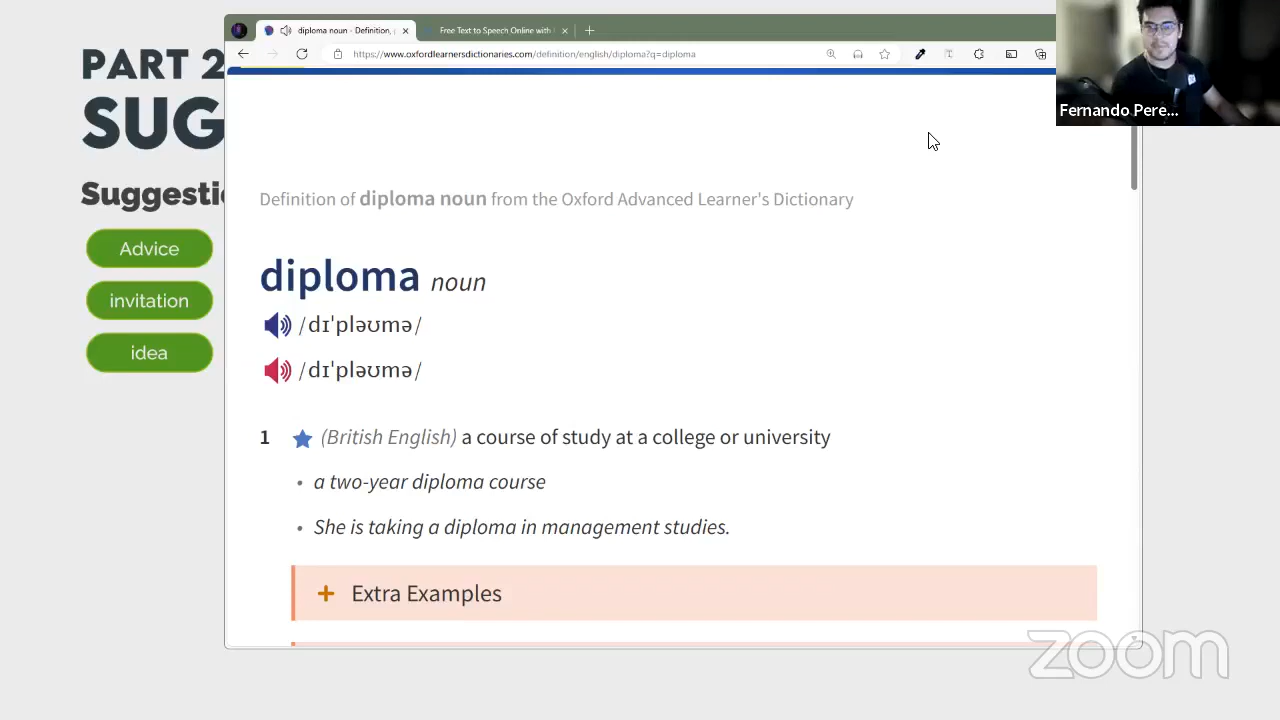 PART 2
SUG
Suggesti
Advice
invitation
idea
diploma noun - Definition,
Free Text to Speech Online with
https://www.oxfordlearnersdictionaries.com/definition/english/diploma?q=diploma
Fernando Pere...
Definition of diploma noun from the Oxford Advanced Learner's Dictionary
diploma noun
/dɪˈpləʊmə/
/dɪˈpləʊmə/
1 ★ (British English) a course of study at a college or university
• a two-year diploma course
• She is taking a diploma in management studies.
+ Extra Examples
zoom